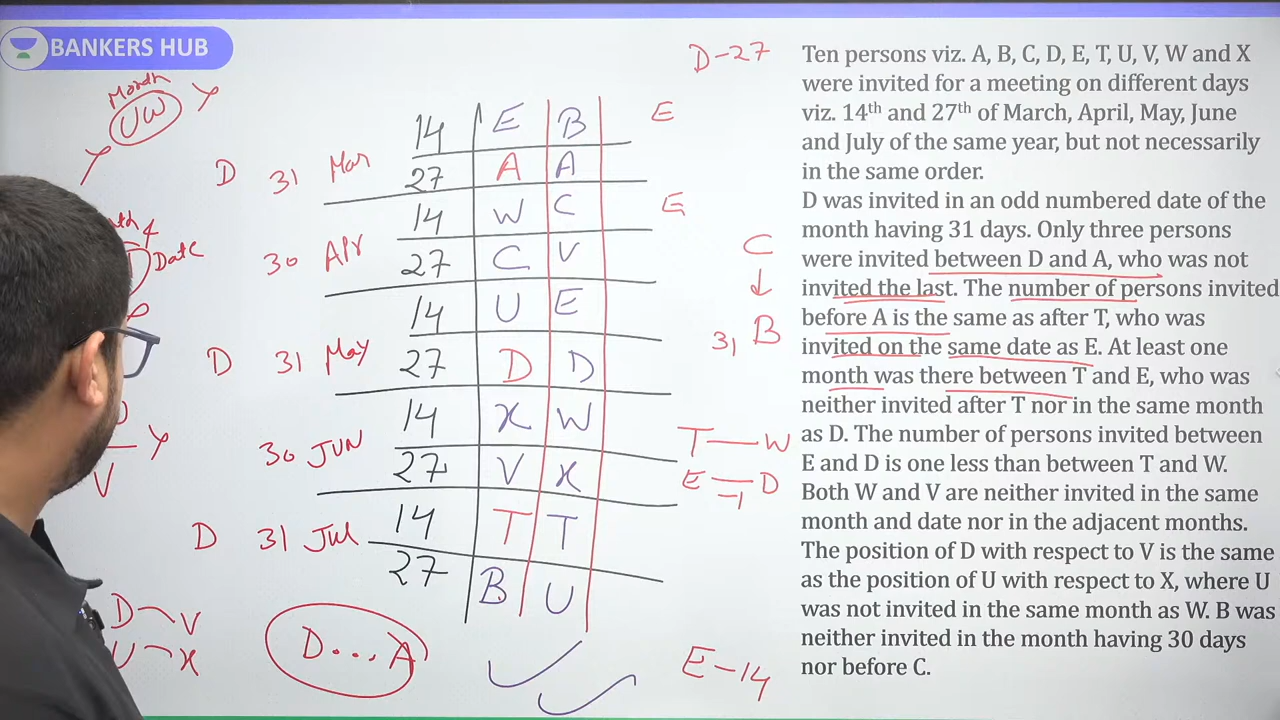 BANKERS HUB
Month
UW
Date
D
V
D V
U X
D...A
D 31 Mar
30 Apr
D 31 May
30 Jun
D 31 Jul
14 E B
27 A A
14 W C
27 C V
14 U E
27 D D
14 X W
27 V X
14 T T
27 B U
D-27
E
E
C
↓
31 B
T — W
E — D
-1
E-14
Ten persons viz. A, B, C, D, E, T, U, V, W and X
were invited for a meeting on different days
viz. 14th and 27th of March, April, May, June
and July of the same year, but not necessarily
in the same order.
D was invited in an odd numbered date of the
month having 31 days. Only three persons
were invited between D and A, who was not
invited the last. The number of persons invited
before A is the same as after T, who was
invited on the same date as E. At least one
month was there between T and E, who was
neither invited after T nor in the same month
as D. The number of persons invited between
E and D is one less than between T and W.
Both W and V are neither invited in the same
month and date nor in the adjacent months.
The position of D with respect to V is the same
as the position of U with respect to X, where U
was not invited in the same month as W. B was
neither invited in the month having 30 days
nor before C.